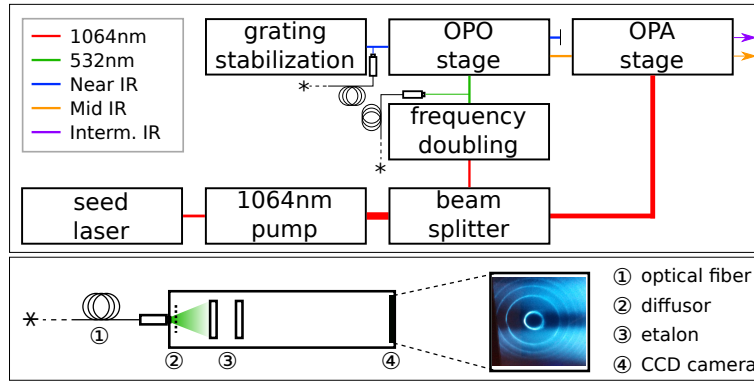 1064nm
532nm
Near IR
Mid IR
Interm. IR
grating
stabilization
OPO
stage
OPA
stage
*
*
frequency
doubling
seed
laser
1064nm
pump
beam
splitter
*
①
②
③
④
① optical fiber
② diffusor
③ etalon
④ CCD camera